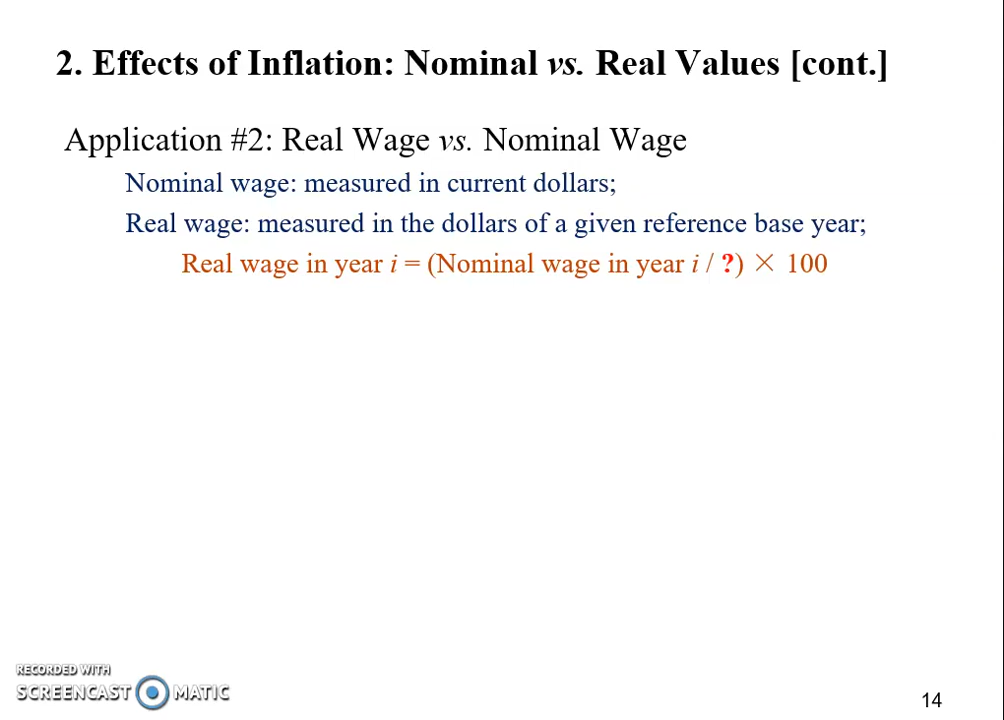 2. Effects of Inflation: Nominal vs. Real Values [cont.]
Application #2: Real Wage vs. Nominal Wage
Nominal wage: measured in current dollars;
Real wage: measured in the dollars of a given reference base year;
Real wage in year i = (Nominal wage in year i / ?) × 100
RECORDED WITH
SCREENCAST MATIC
14